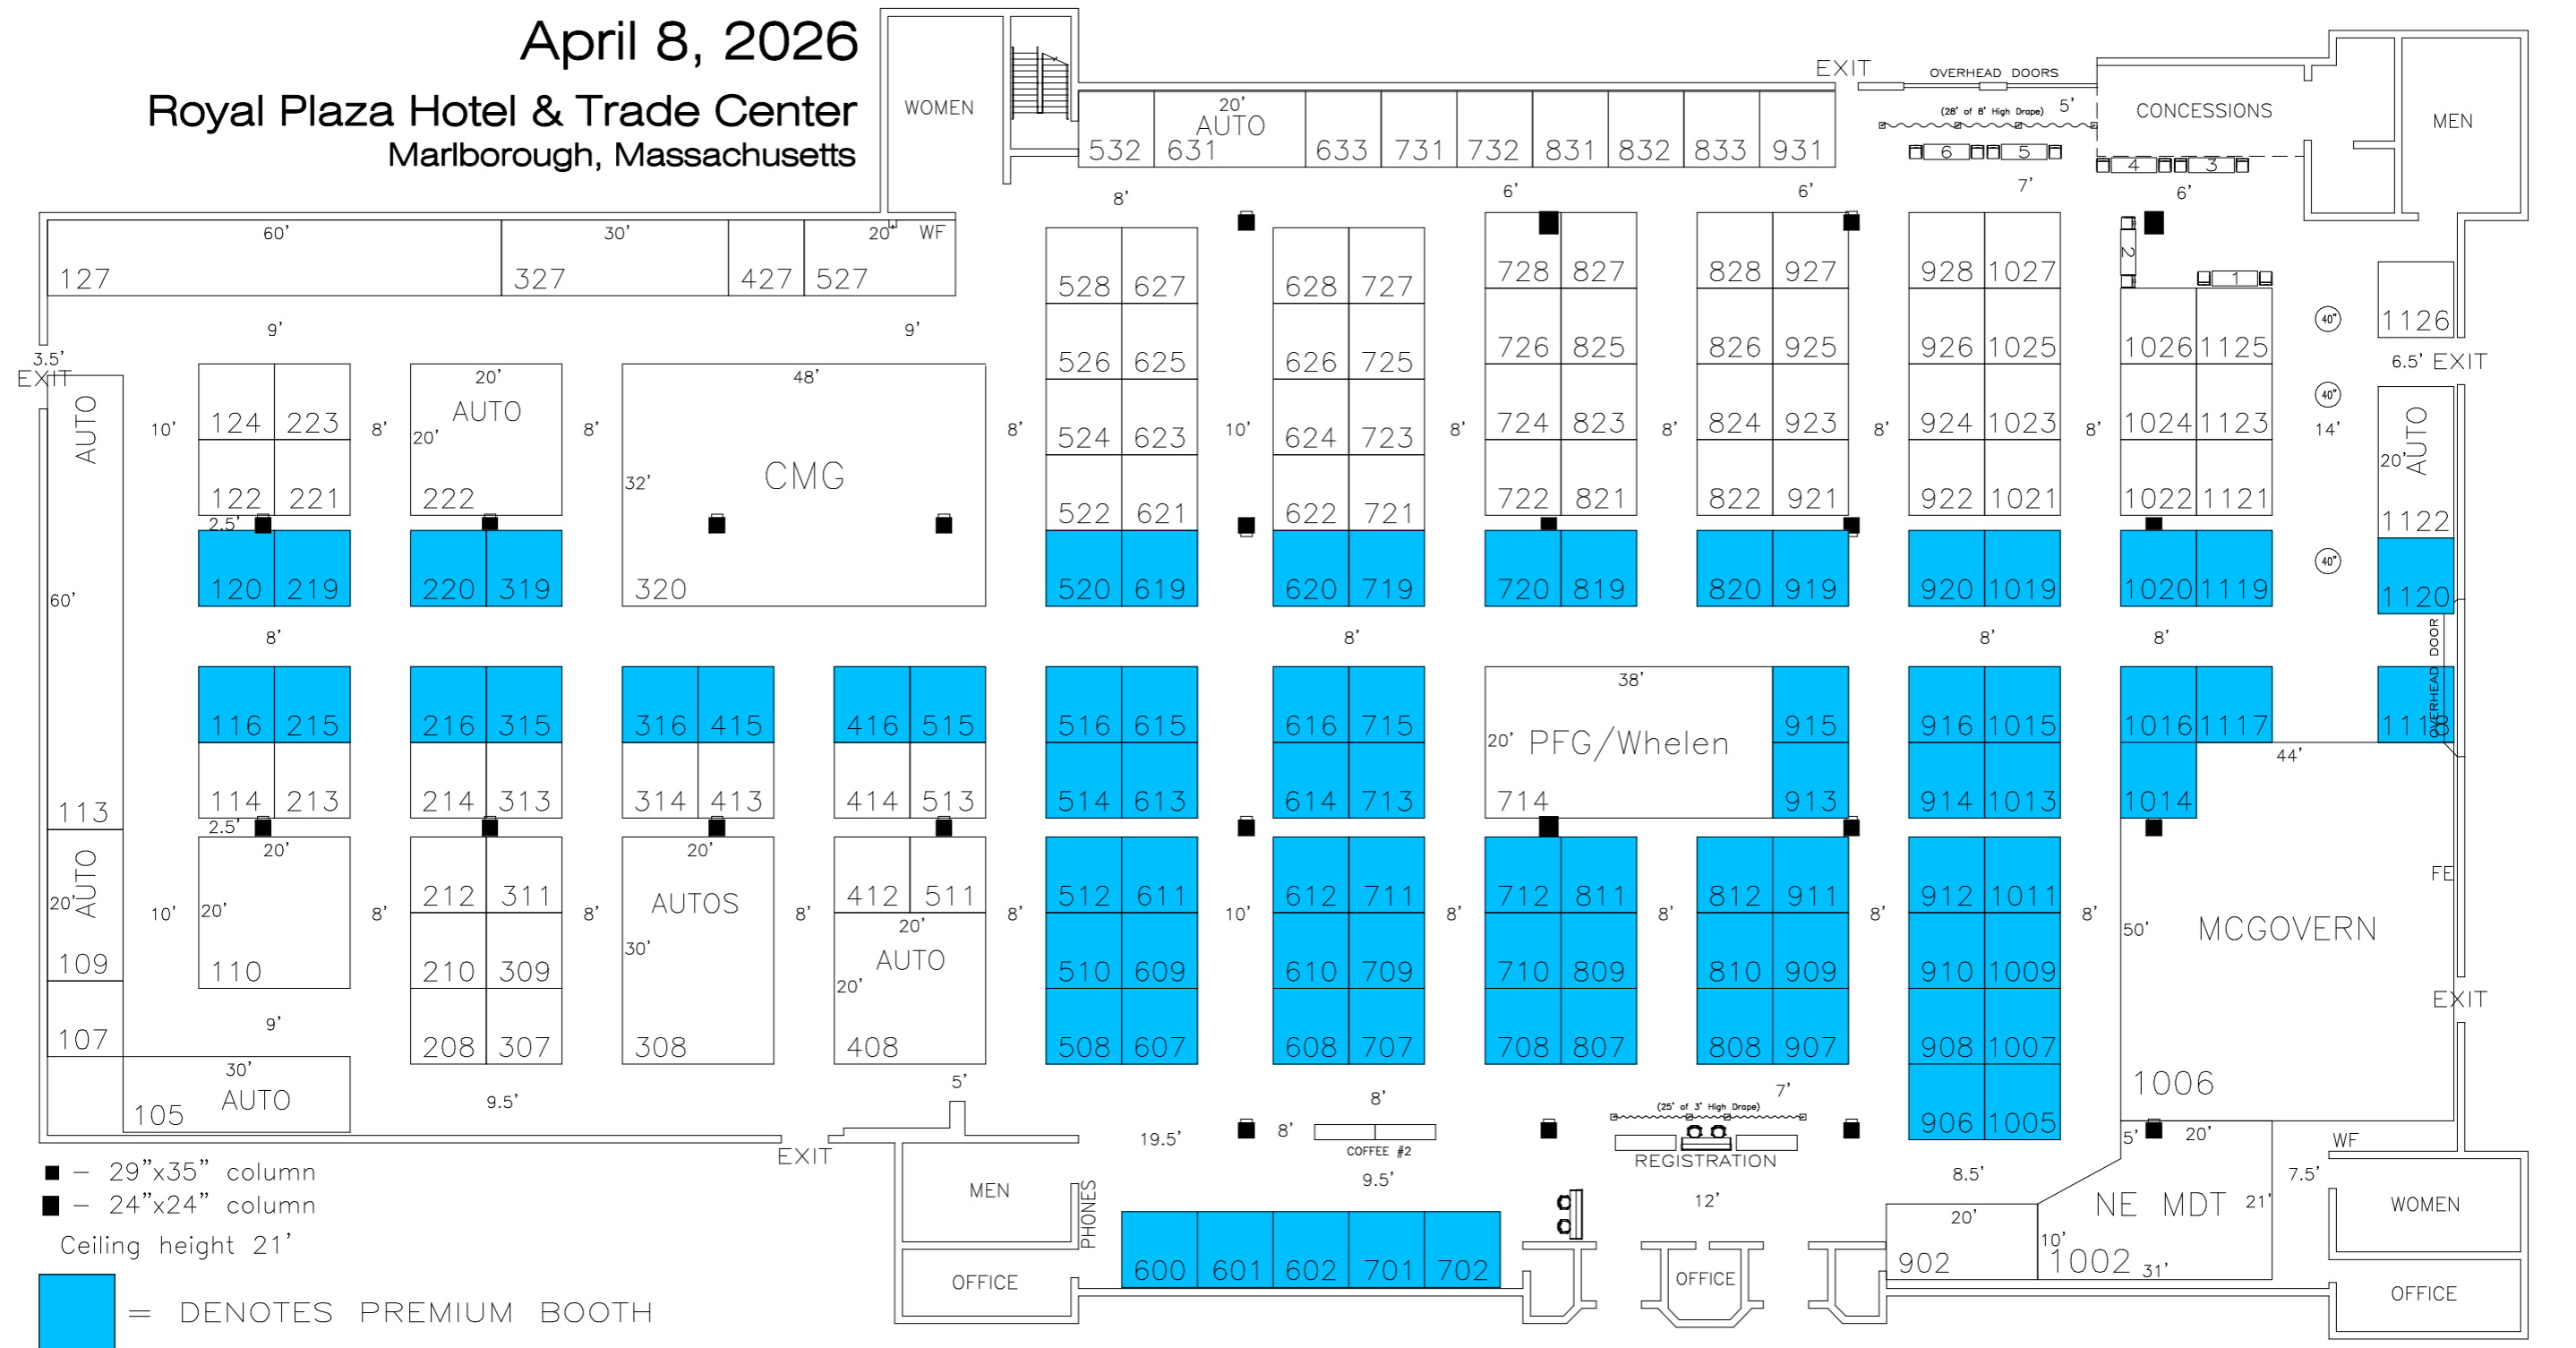 April 8, 2026
Royal Plaza Hotel & Trade Center
Marlborough, Massachusetts
WOMEN
EXIT
OVERHEAD DOORS
(28' of 8' High Drape) 5'
CONCESSIONS
MEN
20'
AUTO
532 631 633 731 732 831 832 833 931
6 5
4 3
8' 6' 6' 7' 6'
60' 30' 20' WF
127 327 427 527
2
1
728 827 828 927 928 1027
528 627 628 727
1126
9' 9'
40"
3.5'
EXIT
6.5' EXIT
526 625 626 725 726 825 826 925 926 1025 1026 1125
20' 48'
AUTO
AUTO
40"
124 223
20'
10' 8' 8' 8' 10' 8' 8' 8' 8' 14'
AUTO
20'
524 623 624 723 724 823 824 923 924 1023 1024 1123
CMG
32'
122 221 222
522 621 622 721 722 821 822 921 922 1021 1022 1121
1122
2.5'
40"
120 219 220 319 320 520 619 620 719 720 819 820 919 920 1019 1020 1119 1120
60'
8' 8' 8' 8'
OVERHEAD DOOR
38'
116 215 216 315 316 415 416 515 516 615 616 715 915 916 1015 1016 1117 1118
20' PFG/Whelen
44'
114 213 214 313 314 413 414 513 514 613 614 713 714 913 914 1013 1014
113
2.5'
20' 20'
AUTO
20'
212 311
AUTOS
412 511 512 611 612 711 712 811 812 911 912 1011
FE
10' 20' 8' 8' 8' 8' 10' 8' 8' 8' 8'
20'
30'
AUTO
20'
50' MCGOVERN
109 110 210 309 510 609 610 709 710 809 810 909 910 1009
EXIT
9'
107 208 307 308 408 508 607 608 707 708 807 808 907 908 1007
30'
AUTO
105
9.5'
5'
8'
7'
1006
(25' of 3' High Drape)
906 1005
EXIT
19.5' 8'
COFFEE #2
REGISTRATION
5' 20' WF
- 29"x35" column
- 24"x24" column
Ceiling height 21'
= DENOTES PREMIUM BOOTH
MEN
PHONES
9.5'
12'
8.5'
7.5'
NE MDT 21'
WOMEN
20'
10'
600 601 602 701 702
902 1002 31'
OFFICE
OFFICE
OFFICE